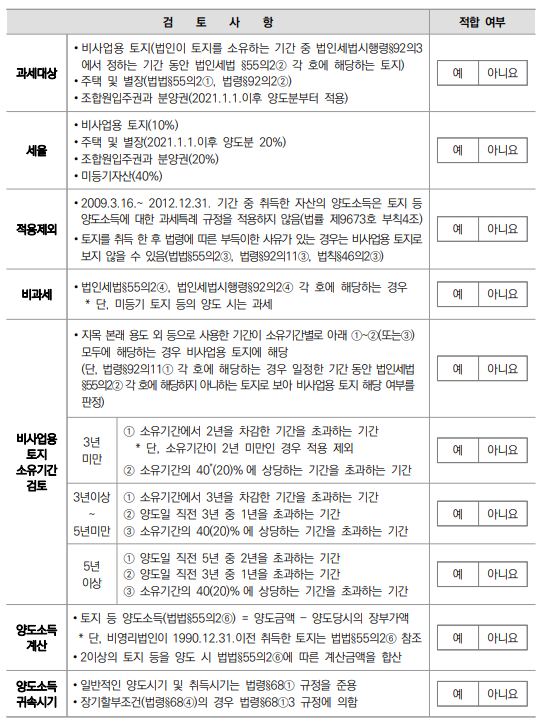 검 토 사 항 적합 여부
과세대상
• 비사업용 토지(법인이 토지를 소유하는 기간 중 법인세법시행령§92의3
에서 정하는 기간 동안 법인세법 §55의2② 각 호에 해당하는 토지)
• 주택 및 별장(법법§55의2①, 법령§92의2②)
• 조합원입주권과 분양권(2021.1.1.이후 양도분부터 적용)
예 아니요
세율
• 비사업용 토지(10%)
• 주택 및 별장(2021.1.1.이후 양도분 20%)
• 조합원입주권과 분양권(20%)
• 미등기자산(40%)
예 아니요
적용제외
• 2009.3.16.~ 2012.12.31. 기간 중 취득한 자산의 양도소득은 토지 등
양도소득에 대한 과세특례 규정을 적용하지 않음(법률 제9673호 부칙4조)
• 토지를 취득 한 후 법령에 따른 부득이한 사유가 있는 경우는 비사업용 토지로
보지 않을 수 있음(법법§55의2③, 법령§92의11③, 법칙§46의2③)
예 아니요
비과세
• 법인세법§55의2④, 법인세법시행령§92의2④ 각 호에 해당하는 경우
* 단, 미등기 토지 등의 양도 시는 과세
예 아니요
비사업용
토지
소유기간
검토
• 지목 본래 용도 외 등으로 사용한 기간이 소유기간별로 아래 ①~②(또는③)
모두에 해당하는 경우 비사업용 토지에 해당
(단, 법령§92의11① 각 호에 해당하는 경우 일정한 기간 동안 법인세법
§55의2② 각 호에 해당하지 아니하는 토지로 보아 비사업용 토지 해당 여부를
판정)
예 아니요
3년
미만
① 소유기간에서 2년을 차감한 기간을 초과하는 기간
* 단, 소유기간이 2년 미만인 경우 적용 제외
② 소유기간의 40*(20)% 에 상당하는 기간을 초과하는 기간
예 아니요
3년이상
~
5년미만
① 소유기간에서 3년을 차감한 기간을 초과하는 기간
② 양도일 직전 3년 중 1년을 초과하는 기간
③ 소유기간의 40(20)% 에 상당하는 기간을 초과하는 기간
예 아니요
5년
이상
① 양도일 직전 5년 중 2년을 초과하는 기간
② 양도일 직전 3년 중 1년을 초과하는 기간
③ 소유기간의 40(20)% 에 상당하는 기간을 초과하는 기간
예 아니요
양도소득
계산
• 토지 등 양도소득(법법§55의2⑥) = 양도금액 - 양도당시의 장부가액
* 단, 비영리법인이 1990.12.31.이전 취득한 토지는 법법§55의2⑥ 참조
• 2이상의 토지 등을 양도 시 법법§55의2⑥에 따른 계산금액을 합산
예 아니요
양도소득
귀속시기
• 일반적인 양도시기 및 취득시기는 법령§68① 규정을 준용
• 장기할부조건(법령§68④)의 경우 법령§68①3 규정에 의함
예 아니요